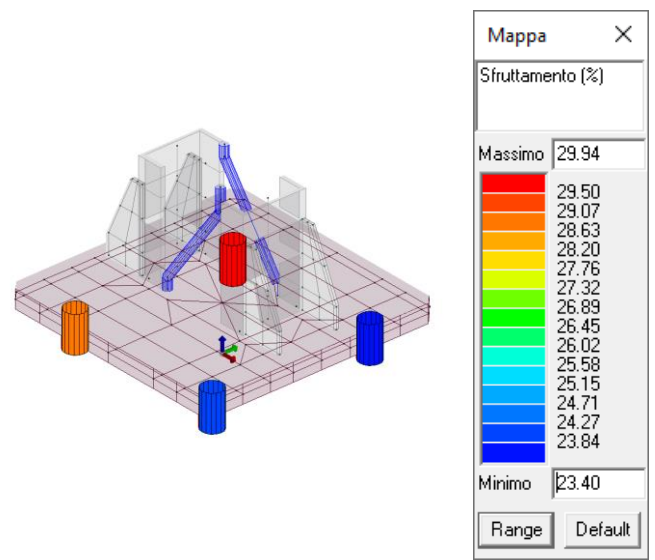 Mappa
Sfruttamento (%)
Massimo 29.94
29.50
29.07
28.63
28.20
27.76
27.32
26.89
26.45
26.02
25.58
25.15
24.71
24.27
23.84
Minimo 23.40
Range Default